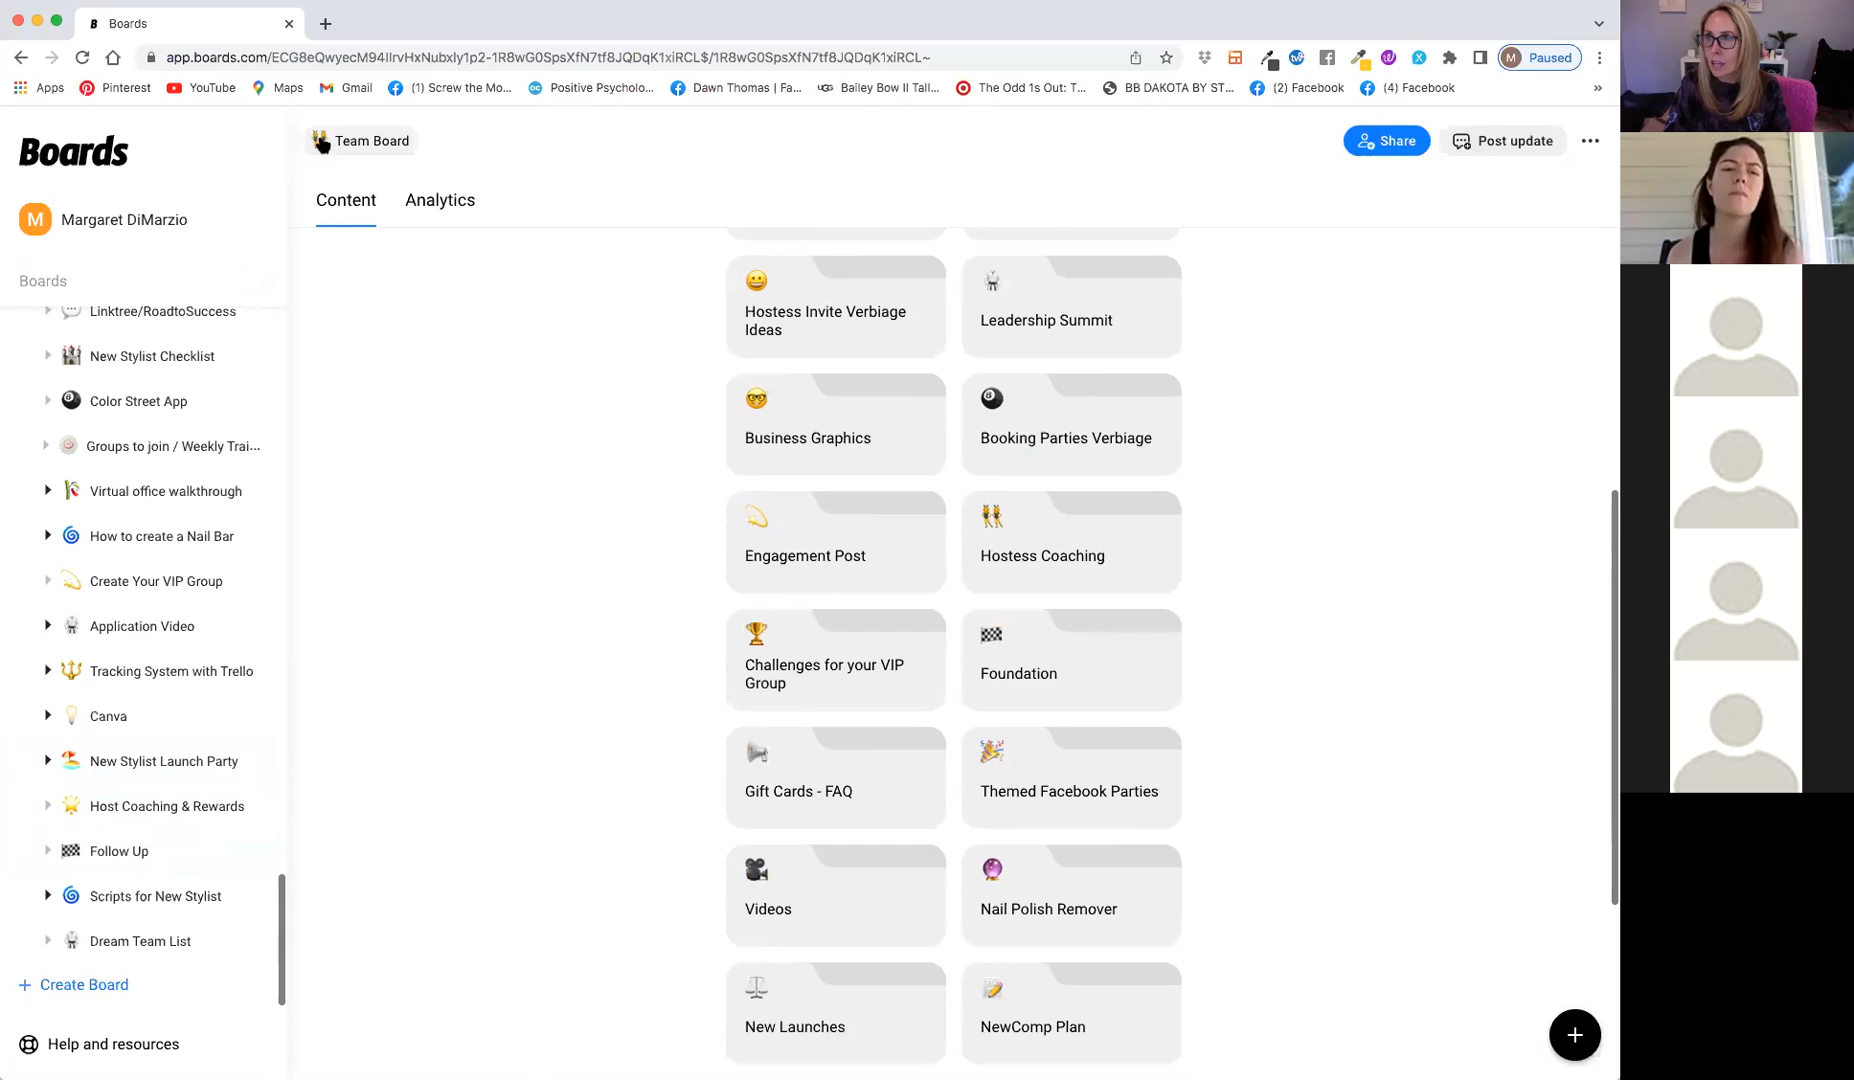 Boards
app.boards.com/ECG8eQwyecM94IIrvHxNubxly1p2-1R8wG0SpsXfN7tf8JQDqK1xiRCL$/1R8wG0SpsXfN7tf8JQDqK1xiRCL~
M Paused
Apps Pinterest YouTube Maps Gmail (1) Screw the Mo... Positive Psycholo... Dawn Thomas | Fa... Bailey Bow II Tall... The Odd 1s Out: T... BB DAKOTA BY ST... (2) Facebook (4) Facebook »
Boards
Team Board
Share
Post update
Content
Analytics
M Margaret DiMarzio
Boards
Linktree/RoadtoSuccess
New Stylist Checklist
Color Street App
Groups to join / Weekly Trai...
Virtual office walkthrough
How to create a Nail Bar
Create Your VIP Group
Application Video
Tracking System with Trello
Canva
New Stylist Launch Party
Host Coaching & Rewards
Follow Up
Scripts for New Stylist
Dream Team List
+ Create Board
Help and resources
Hostess Invite Verbiage
Ideas
Leadership Summit
Business Graphics
Booking Parties Verbiage
Engagement Post
Hostess Coaching
Challenges for your VIP
Group
Foundation
Gift Cards - FAQ
Themed Facebook Parties
Videos
Nail Polish Remover
New Launches
NewComp Plan